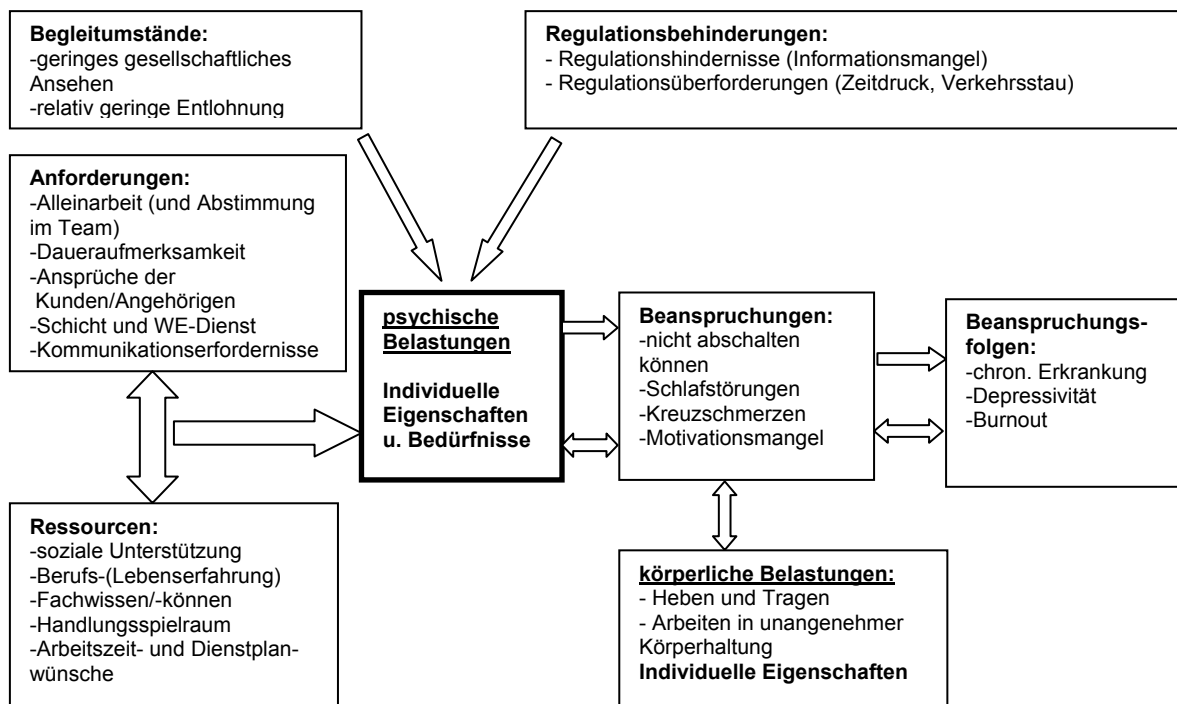 Begleitumstände:
-geringes gesellschaftliches
Ansehen
-relativ geringe Entlohnung
Regulationsbehinderungen:
- Regulationshindernisse (Informationsmangel)
- Regulationsüberforderungen (Zeitdruck, Verkehrsstau)
Anforderungen:
-Alleinarbeit (und Abstimmung
im Team)
-Daueraufmerksamkeit
-Ansprüche der
Kunden/Angehörigen
-Schicht und WE-Dienst
-Kommunikationserfordernisse
psychische
Belastungen
Individuelle
Eigenschaften
u. Bedürfnisse
Beanspruchungen:
-nicht abschalten
können
-Schlafstörungen
-Kreuzschmerzen
-Motivationsmangel
Beanspruchungs-
folgen:
-chron. Erkrankung
-Depressivität
-Burnout
Ressourcen:
-soziale Unterstützung
-Berufs-(Lebenserfahrung)
-Fachwissen/-können
-Handlungsspielraum
-Arbeitszeit- und Dienstplan-
wünsche
körperliche Belastungen:
- Heben und Tragen
- Arbeiten in unangenehmer
Körperhaltung
Individuelle Eigenschaften